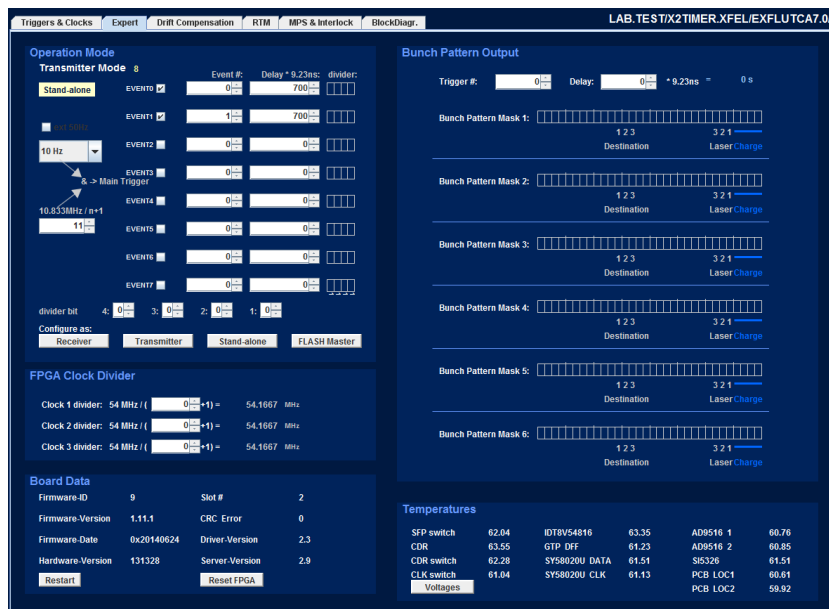 Triggers & Clocks Expert Drift Compensation RTM MPS & Interlock BlockDiagr. LAB.TEST/X2TIMER.XFEL/EXFLUTCA7.0/
Operation Mode
Transmitter Mode 8
Event #: Delay * 9.23ns: divider:
Stand-alone EVENT0 0 700
EVENT1 1 700
ext.50Hz
10 Hz EVENT2 0 0
EVENT3 0 0
& -> Main Trigger
EVENT4 0 0
10.833MHz / n+1
11 EVENT5 0 0
EVENT6 0 0
EVENT7 0 0
divider bit 4: 0 3: 0 2: 0 1: 0
Configure as:
Receiver Transmitter Stand-alone FLASH Master
FPGA Clock Divider
Clock 1 divider: 54 MHz / ( 0 +1) = 54.1667 MHz
Clock 2 divider: 54 MHz / ( 0 +1) = 54.1667 MHz
Clock 3 divider: 54 MHz / ( 0 +1) = 54.1667 MHz
Board Data
Firmware-ID 9 Slot # 2
Firmware-Version 1.11.1 CRC Error 0
Firmware-Date 0x20140624 Driver-Version 2.3
Hardware-Version 131328 Server-Version 2.9
Restart Reset FPGA
Bunch Pattern Output
Trigger #: 0 Delay: 0 * 9.23ns = 0 s
Bunch Pattern Mask 1:
1 2 3 3 2 1
Destination Laser Charge
Bunch Pattern Mask 2:
1 2 3 3 2 1
Destination Laser Charge
Bunch Pattern Mask 3:
1 2 3 3 2 1
Destination Laser Charge
Bunch Pattern Mask 4:
1 2 3 3 2 1
Destination Laser Charge
Bunch Pattern Mask 5:
1 2 3 3 2 1
Destination Laser Charge
Bunch Pattern Mask 6:
1 2 3 3 2 1
Destination Laser Charge
Temperatures
SFP switch 62.04 IDT8V54816 63.35 AD9516 1 60.76
CDR 63.55 GTP DFF 61.23 AD9516 2 60.85
CDR switch 62.28 SY58020U DATA 61.51 SI5326 61.51
CLK switch 61.04 SY58020U CLK 61.13 PCB LOC1 60.61
Voltages PCB LOC2 59.92